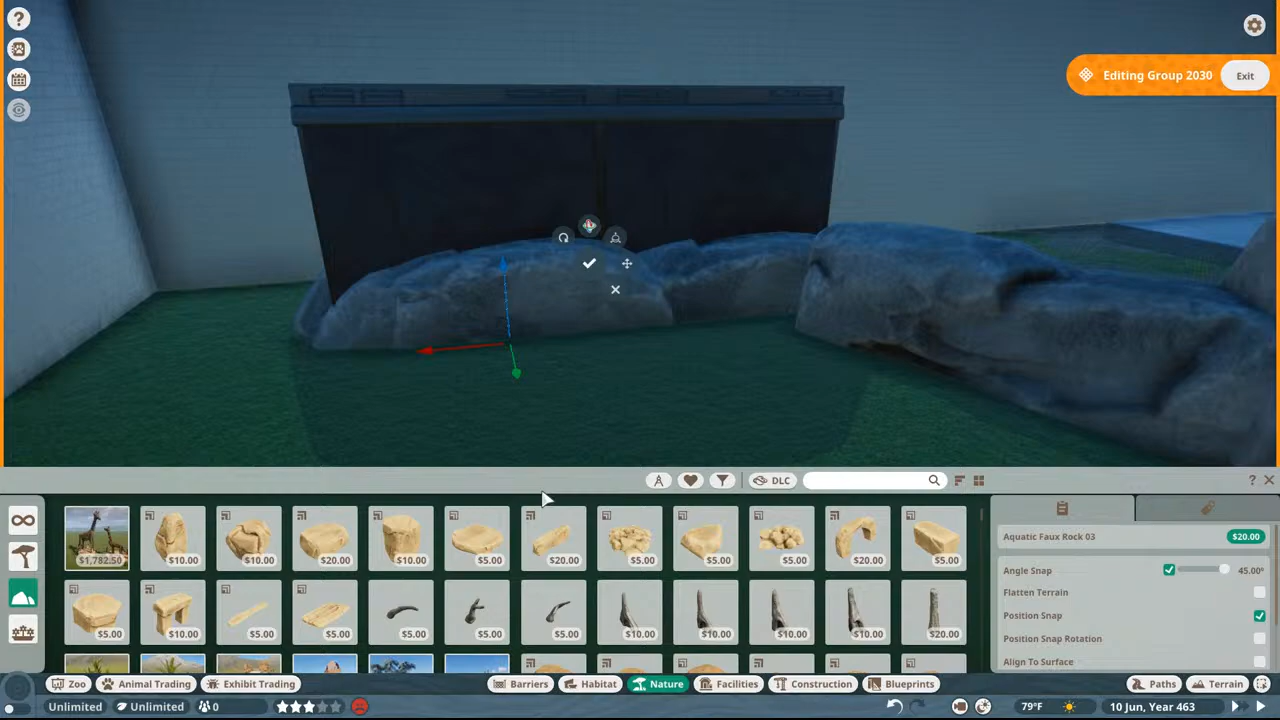 ?
Editing Group 2030 Exit
DLC
? 
$1,782.50 $10.00 $10.00 $20.00 $10.00 $5.00 $20.00 $5.00 $5.00 $5.00 $20.00 $5.00
$5.00 $10.00 $5.00 $5.00 $5.00 $5.00 $5.00 $10.00 $10.00 $10.00 $10.00 $20.00
Aquatic Faux Rock 03 $20.00
Angle Snap 45.00°
Flatten Terrain
Position Snap
Position Snap Rotation
Align To Surface
Zoo Animal Trading Exhibit Trading Barriers Habitat Nature Facilities Construction Blueprints Paths Terrain
Unlimited Unlimited 0 79°F 10 Jun, Year 463